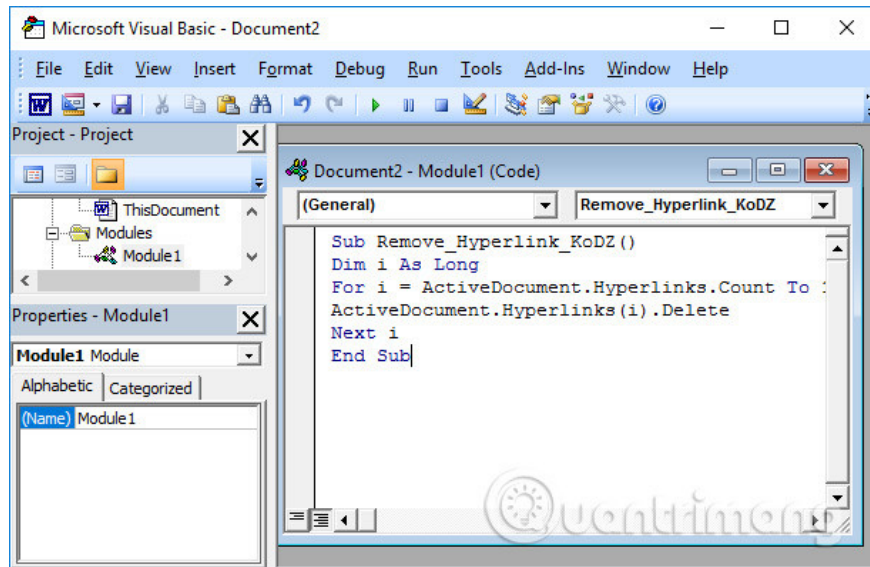 Microsoft Visual Basic - Document2
File Edit View Insert Format Debug Run Tools Add-Ins Window Help
Project - Project
ThisDocument
Modules
Module1
Properties - Module1
Module1 Module
Alphabetic Categorized
(Name) Module1
Document2 - Module1 (Code)
(General) Remove_Hyperlink_KoDZ
Sub Remove_Hyperlink_KoDZ()
Dim i As Long
For i = ActiveDocument.Hyperlinks.Count To
ActiveDocument.Hyperlinks(i).Delete
Next i
End Sub
Quantrimang